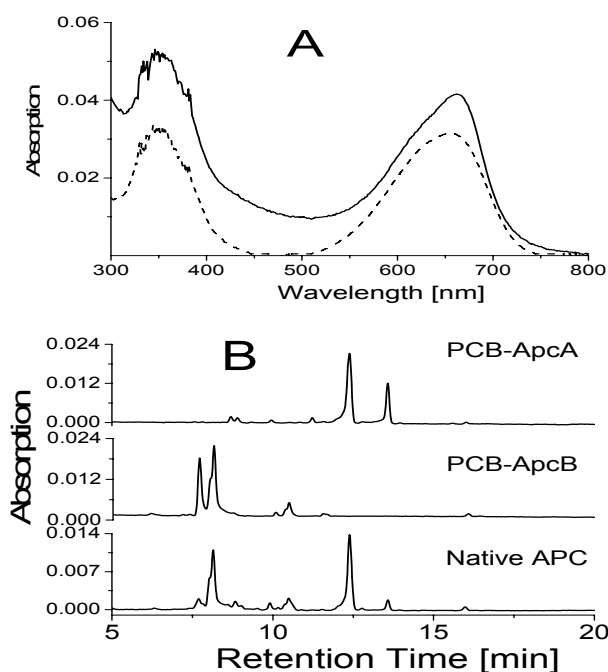 A
0.06
0.04
0.02
Absorption
300 400 500 600 700 800
Wavelength [nm]
B
PCB-ApcA
0.024
0.012
0.000
PCB-ApcB
0.024
0.012
0.000
Native APC
0.014
0.007
0.000
Absorption
5 10 15 20
Retention Time [min]